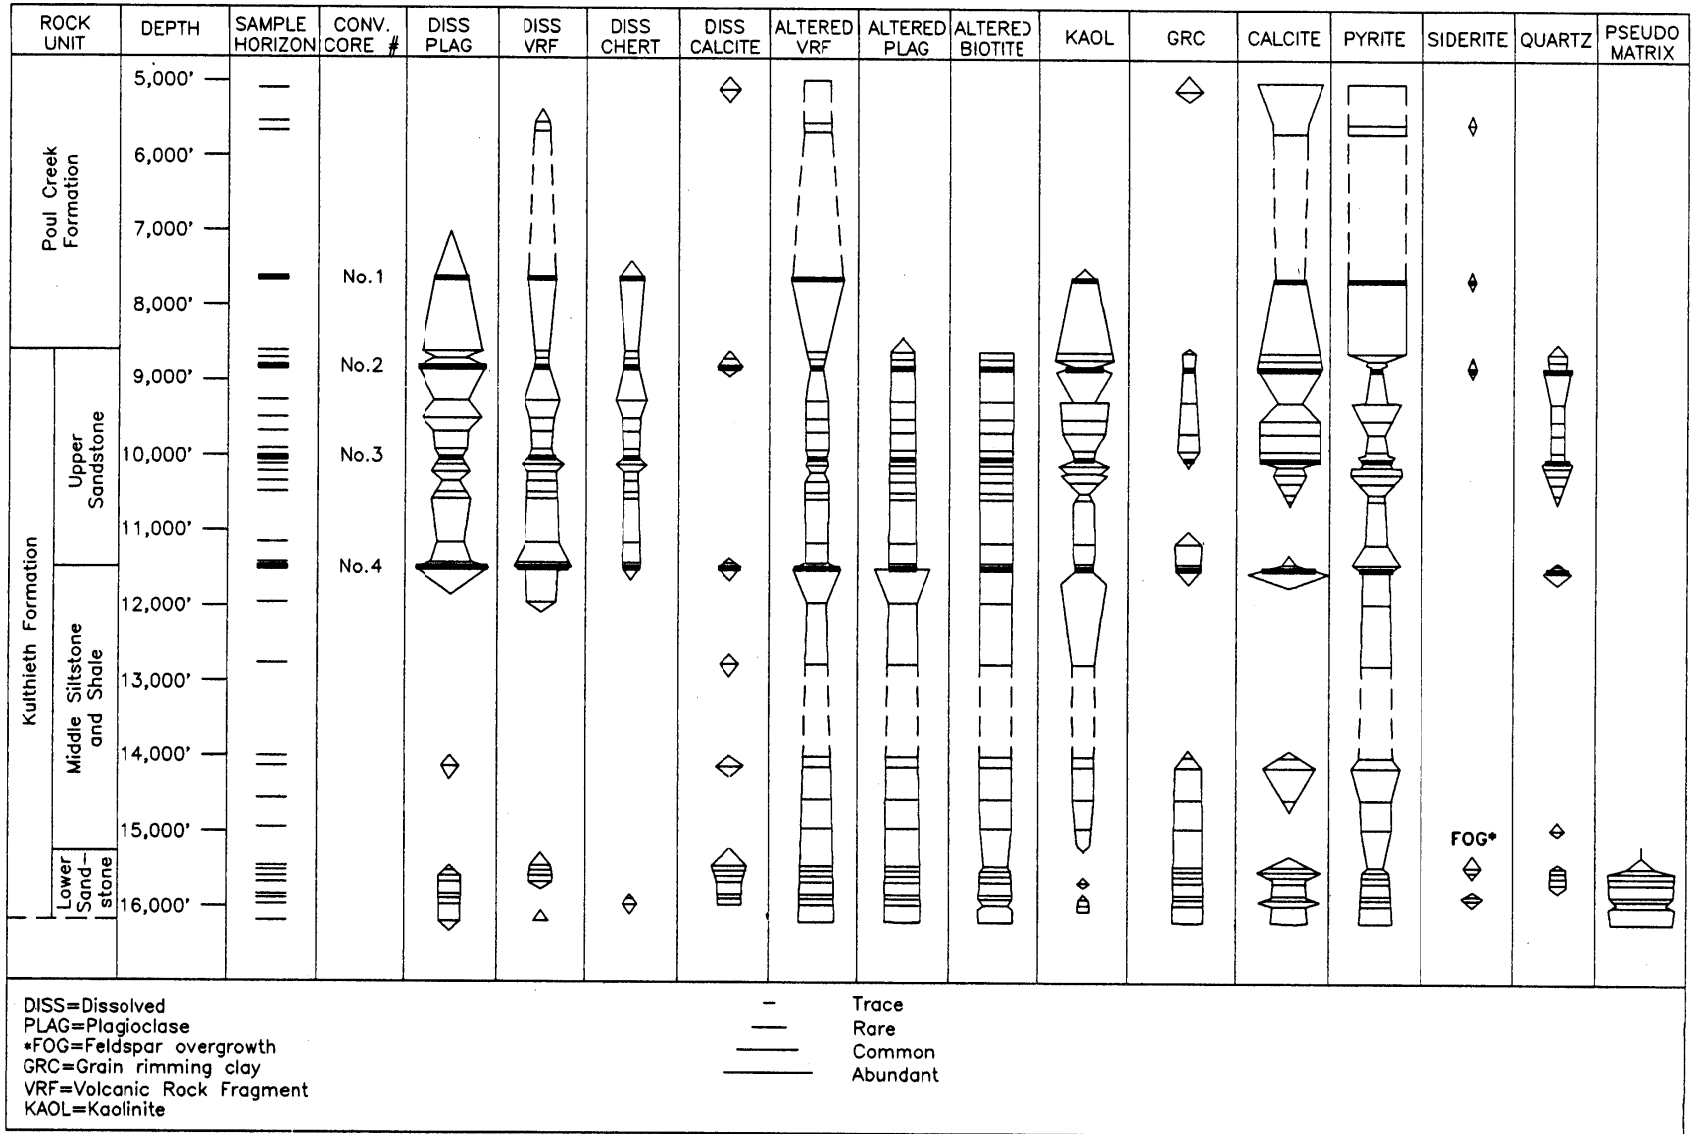 ROCK UNIT
DEPTH
SAMPLE HORIZON
CONV. CORE #
DISS PLAG
DISS VRF
DISS CHERT
DISS CALCITE
ALTERED VRF
ALTERED PLAG
ALTERED BIOTITE
KAOL
GRC
CALCITE
PYRITE
SIDERITE
QUARTZ
PSEUDO MATRIX
Poul Creek
Formation
Kulthieth Formation
Upper
Sandstone
Middle Siltstone
and Shale
Lower
Sand-
stone
5,000'
6,000'
7,000'
8,000'
9,000'
10,000'
11,000'
12,000'
13,000'
14,000'
15,000'
16,000'
No.1
No.2
No.3
No.4
FOG*
DISS=Dissolved
PLAG=Plagioclase
*FOG=Feldspar overgrowth
GRC=Grain rimming clay
VRF=Volcanic Rock Fragment
KAOL=Kaolinite
Trace
Rare
Common
Abundant